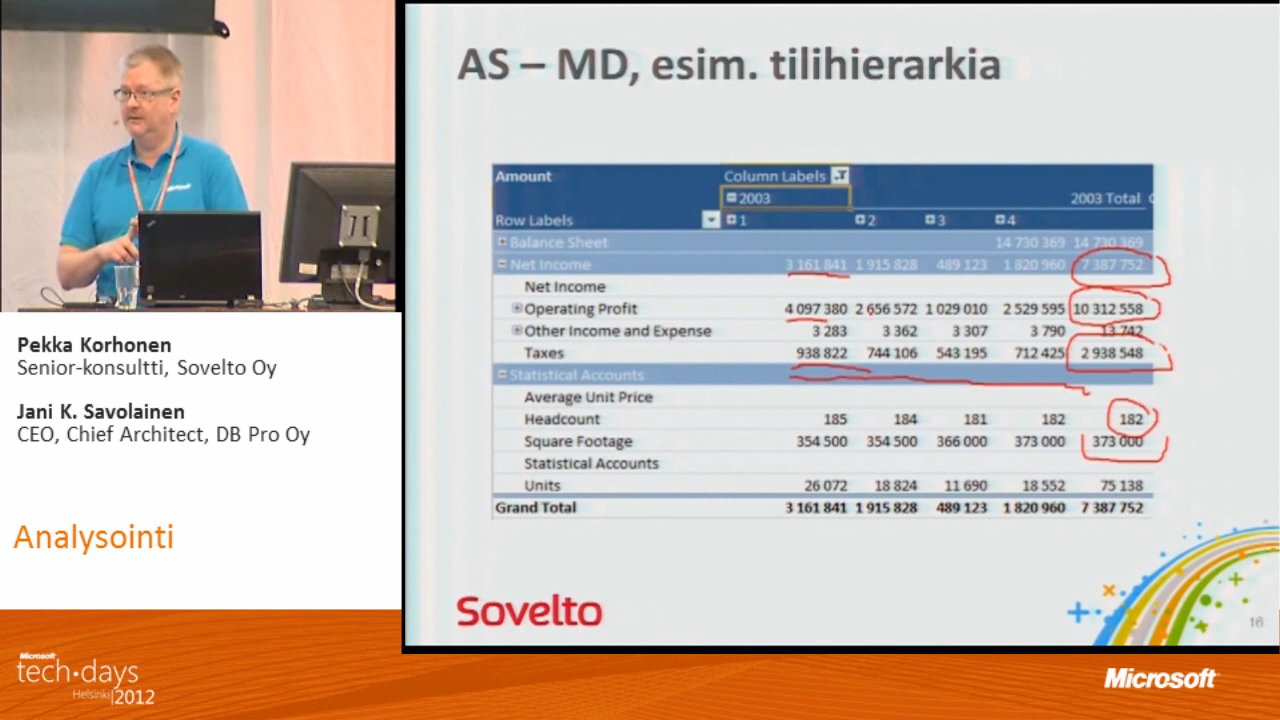 AS – MD, esim. tilihierarkia
Amount Column Labels
2003 2003 Total
Row Labels 1 2 3 4
Balance Sheet 14 730 369 14 730 369
Net Income 3 161 841 1 915 828 489 123 1 820 960 7 387 752
Net Income
Operating Profit 4 097 380 2 656 572 1 029 010 2 529 595 10 312 558
Other Income and Expense 3 283 3 362 3 307 3 790 13 742
Taxes 938 822 744 106 543 195 712 425 2 938 548
Statistical Accounts
Average Unit Price
Headcount 185 184 181 182 182
Square Footage 354 500 354 500 366 000 373 000 373 000
Statistical Accounts
Units 26 072 18 824 11 690 18 552 75 138
Grand Total 3 161 841 1 915 828 489 123 1 820 960 7 387 752
Sovelto
16
Pekka Korhonen
Senior-konsultti, Sovelto Oy
Jani K. Savolainen
CEO, Chief Architect, DB Pro Oy
Analysointi
Microsoft
tech·days
Helsinki 2012
Microsoft